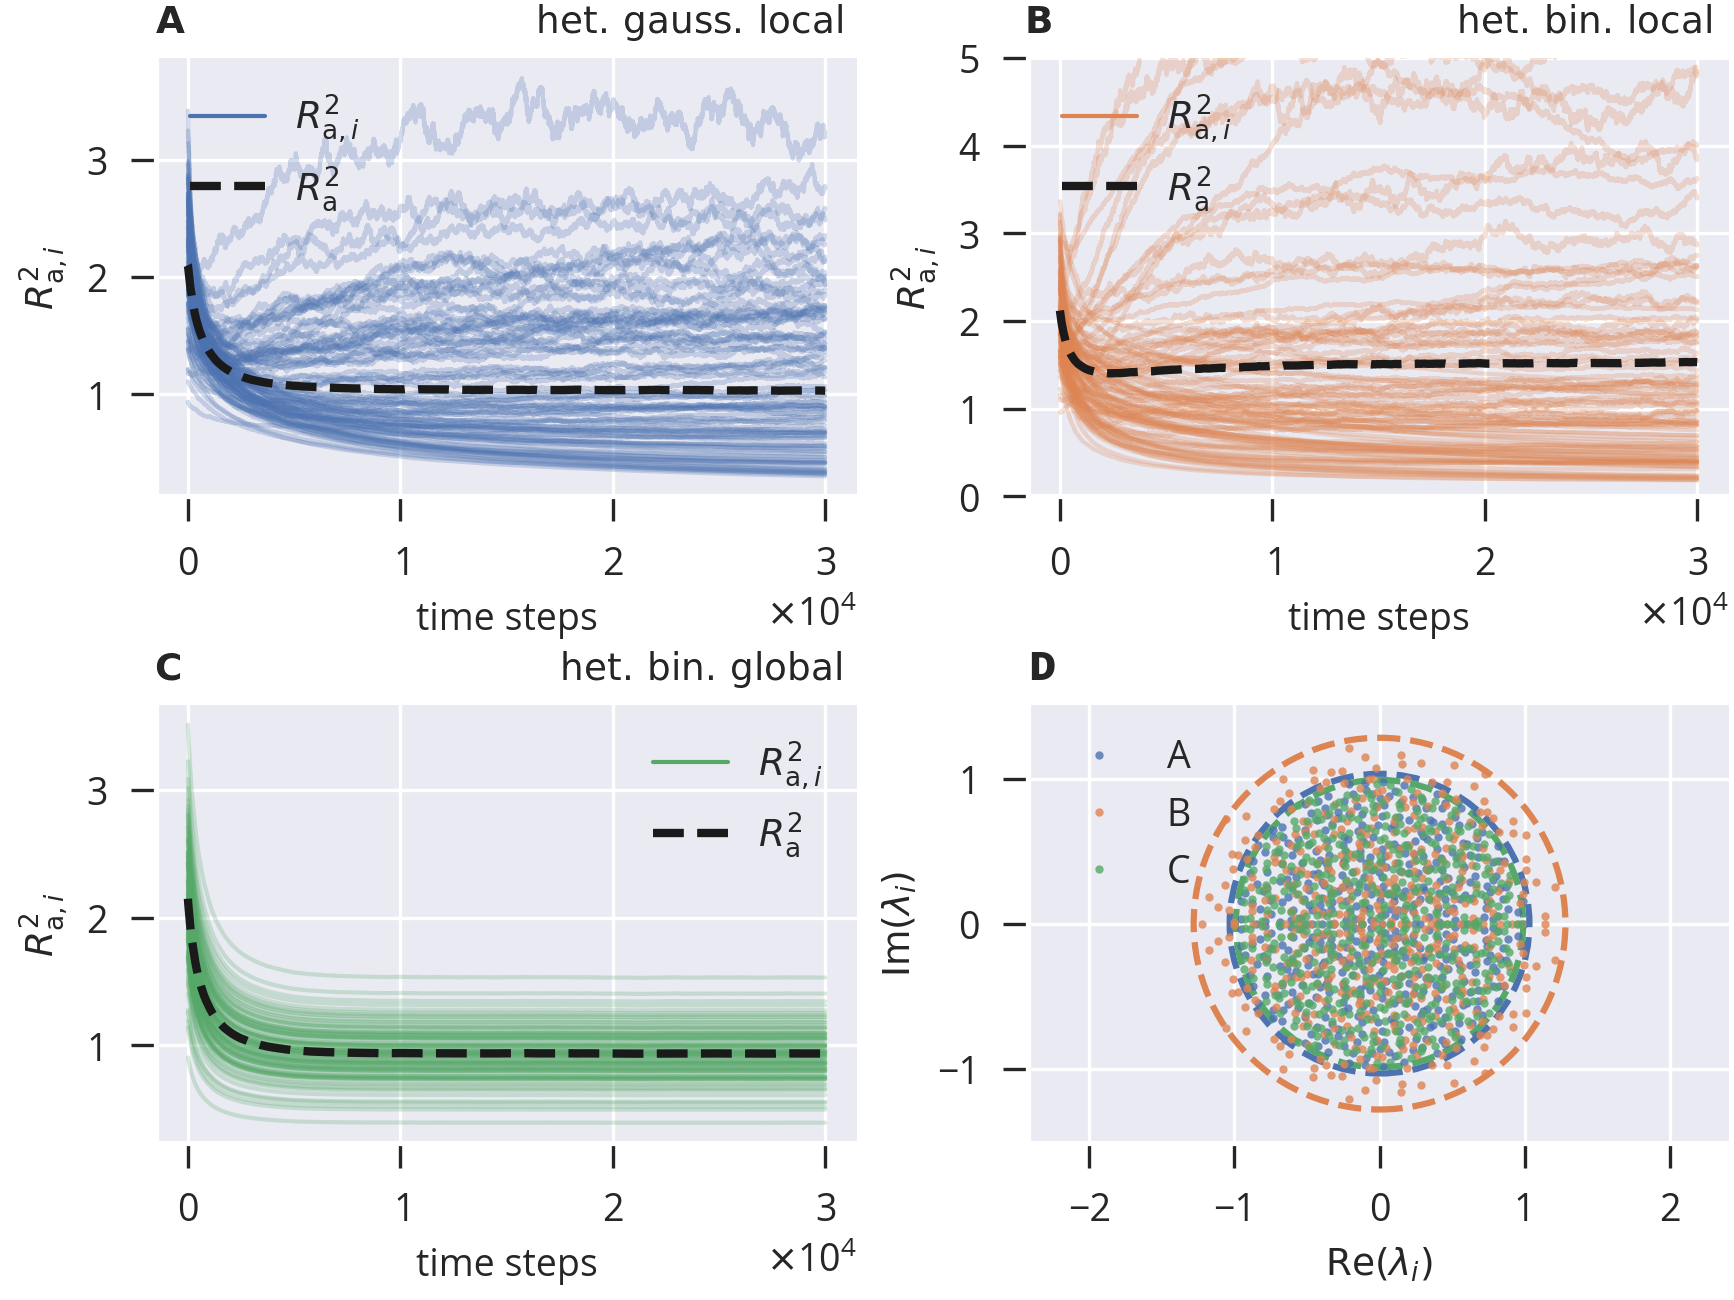 A het. gauss. local
R²a,i
R²a
3
2
1
R²a,i
0 1 2 3
×10⁴
time steps
B het. bin. local
R²a,i
R²a
5
4
3
2
1
0
R²a,i
0 1 2 3
×10⁴
time steps
C het. bin. global
R²a,i
R²a
3
2
1
R²a,i
0 1 2 3
×10⁴
time steps
D
A
B
C
1
0
−1
Im(λi)
−2 −1 0 1 2
Re(λi)